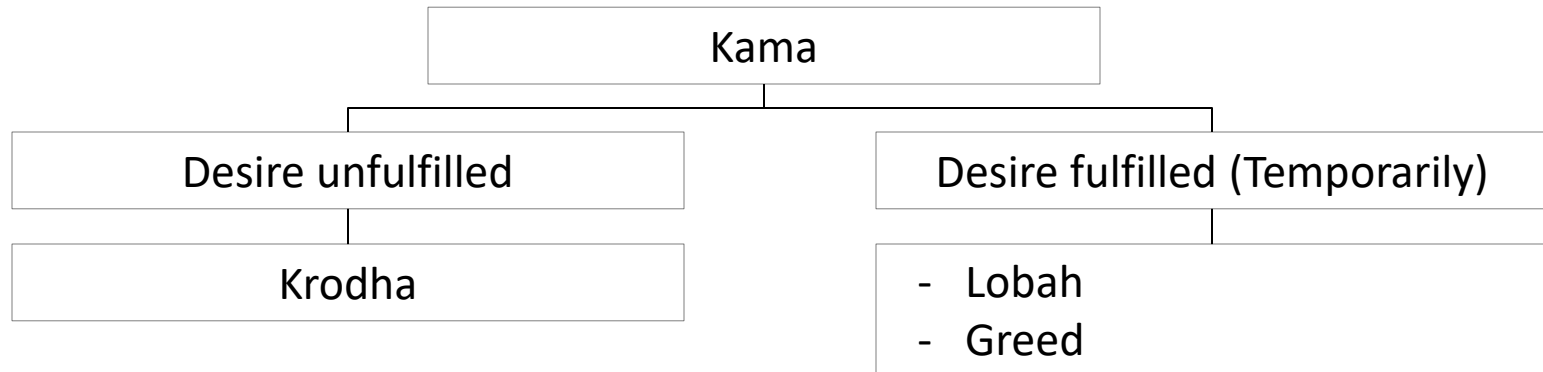 Kama
Desire unfulfilled
Desire fulfilled (Temporarily)
Krodha
- Lobah
- Greed